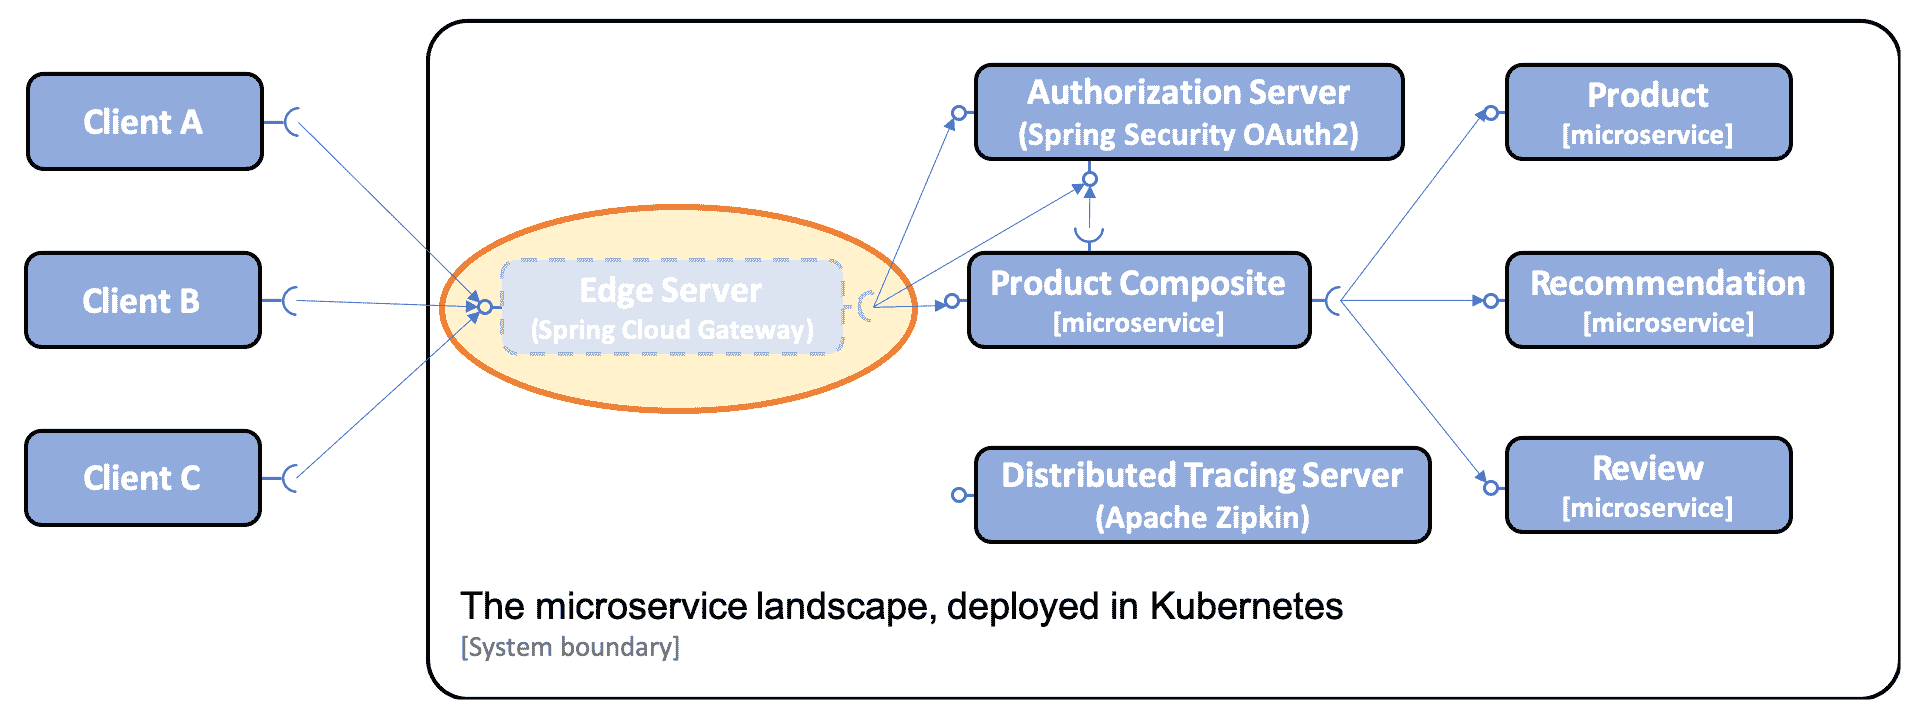 Client A
Client B
Client C
Edge Server
(Spring Cloud Gateway)
Authorization Server
(Spring Security OAuth2)
Product Composite
[microservice]
Distributed Tracing Server
(Apache Zipkin)
Product
[microservice]
Recommendation
[microservice]
Review
[microservice]
The microservice landscape, deployed in Kubernetes
[System boundary]